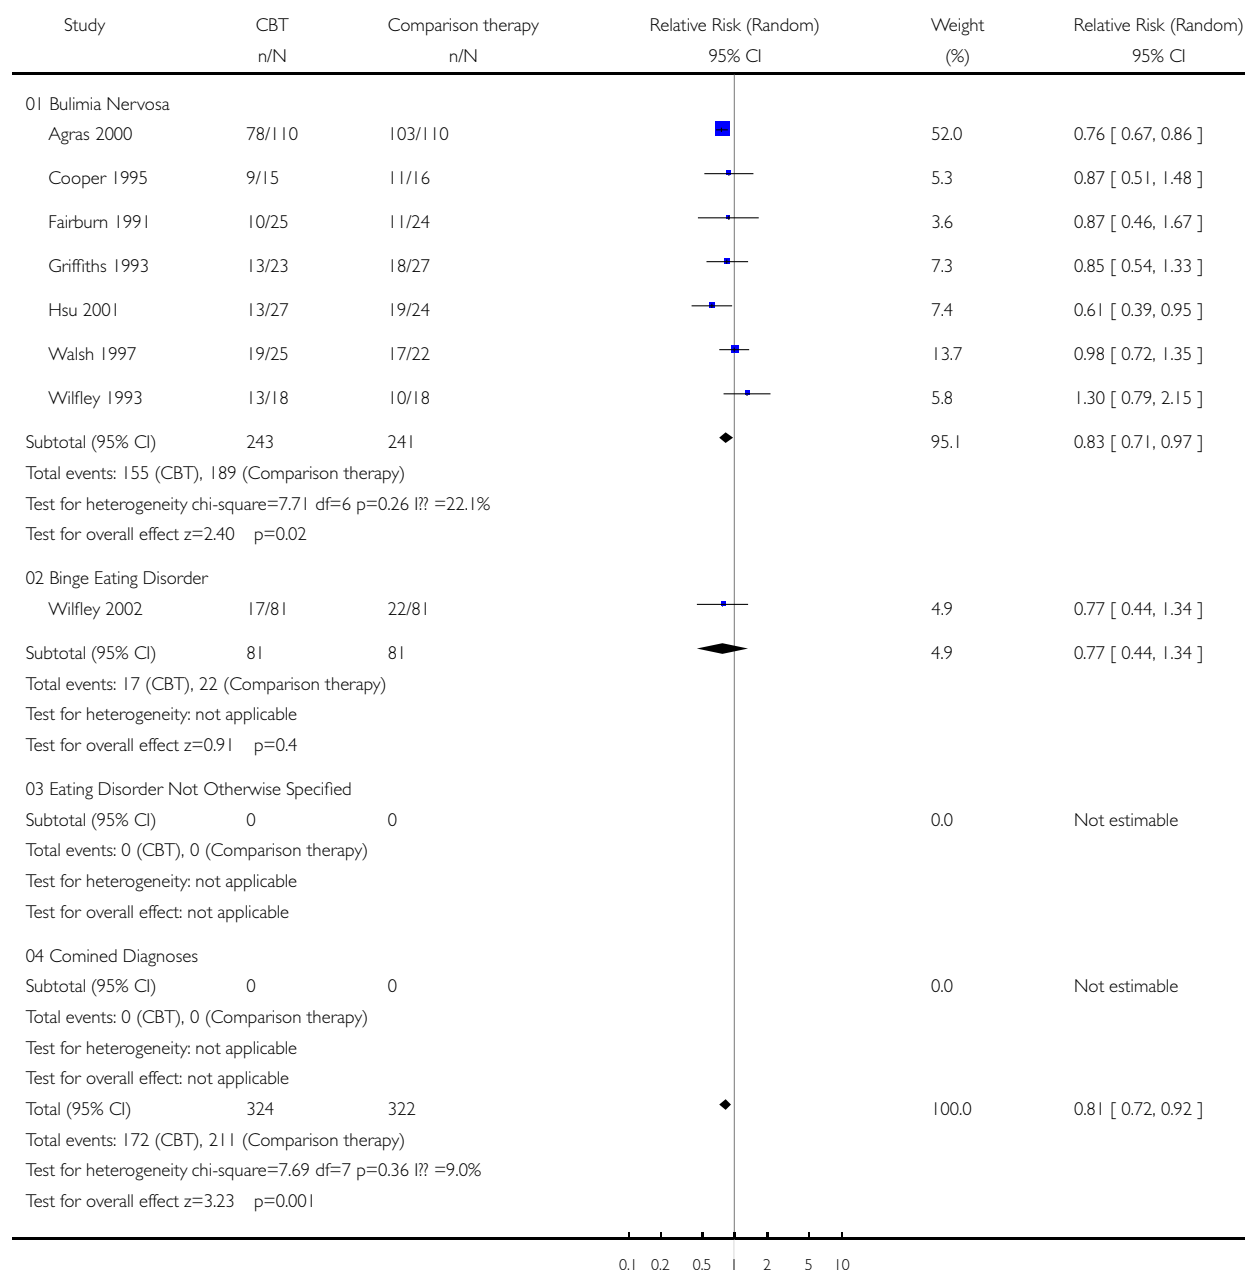 Study CBT Comparison therapy Relative Risk (Random) Weight Relative Risk (Random)
n/N n/N 95% CI (%) 95% CI
01 Bulimia Nervosa
Agras 2000 78/110 103/110 52.0 0.76 [ 0.67, 0.86 ]
Cooper 1995 9/15 11/16 5.3 0.87 [ 0.51, 1.48 ]
Fairburn 1991 10/25 11/24 3.6 0.87 [ 0.46, 1.67 ]
Griffiths 1993 13/23 18/27 7.3 0.85 [ 0.54, 1.33 ]
Hsu 2001 13/27 19/24 7.4 0.61 [ 0.39, 0.95 ]
Walsh 1997 19/25 17/22 13.7 0.98 [ 0.72, 1.35 ]
Wilfley 1993 13/18 10/18 5.8 1.30 [ 0.79, 2.15 ]
Subtotal (95% CI) 243 241 95.1 0.83 [ 0.71, 0.97 ]
Total events: 155 (CBT), 189 (Comparison therapy)
Test for heterogeneity chi-square=7.71 df=6 p=0.26 I?? =22.1%
Test for overall effect z=2.40 p=0.02
02 Binge Eating Disorder
Wilfley 2002 17/81 22/81 4.9 0.77 [ 0.44, 1.34 ]
Subtotal (95% CI) 81 81 4.9 0.77 [ 0.44, 1.34 ]
Total events: 17 (CBT), 22 (Comparison therapy)
Test for heterogeneity: not applicable
Test for overall effect z=0.91 p=0.4
03 Eating Disorder Not Otherwise Specified
Subtotal (95% CI) 0 0 0.0 Not estimable
Total events: 0 (CBT), 0 (Comparison therapy)
Test for heterogeneity: not applicable
Test for overall effect: not applicable
04 Comined Diagnoses
Subtotal (95% CI) 0 0 0.0 Not estimable
Total events: 0 (CBT), 0 (Comparison therapy)
Test for heterogeneity: not applicable
Test for overall effect: not applicable
Total (95% CI) 324 322 100.0 0.81 [ 0.72, 0.92 ]
Total events: 172 (CBT), 211 (Comparison therapy)
Test for heterogeneity chi-square=7.69 df=7 p=0.36 I?? =9.0%
Test for overall effect z=3.23 p=0.001
0.1 0.2 0.5 1 2 5 10